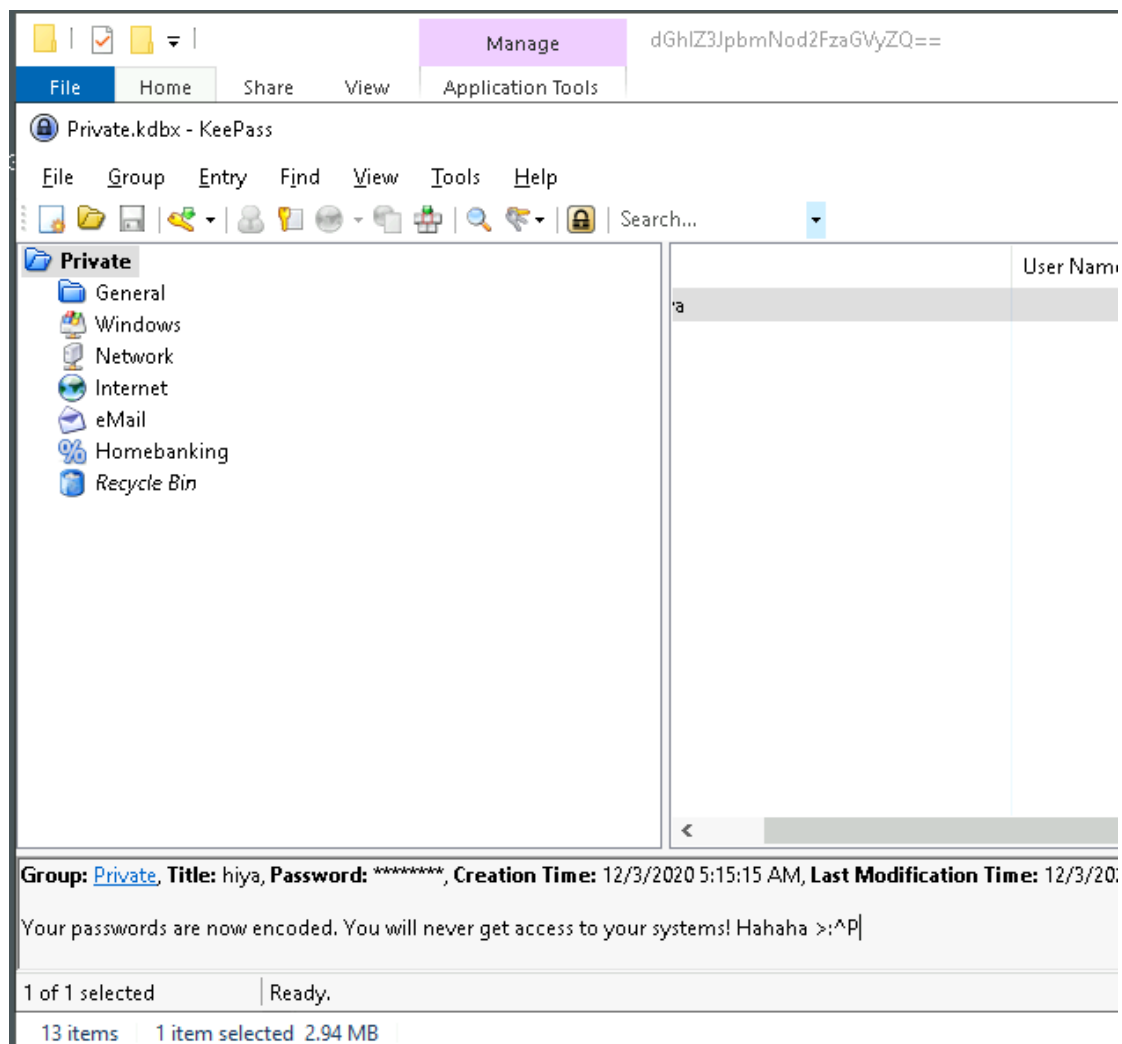 Manage dGhlZ3JpbmNod2FzaGVyZQ==
File Home Share View Application Tools
Private.kdbx - KeePass
File Group Entry Find View Tools Help
Search...
Private
User Nam
General
Windows
Network
Internet
eMail
Homebanking
Recycle Bin
Group: Private, Title: hiya, Password: ********, Creation Time: 12/3/2020 5:15:15 AM, Last Modification Time: 12/3/20
Your passwords are now encoded. You will never get access to your systems! Hahaha >:^P
1 of 1 selected Ready.
13 items 1 item selected 2.94 MB